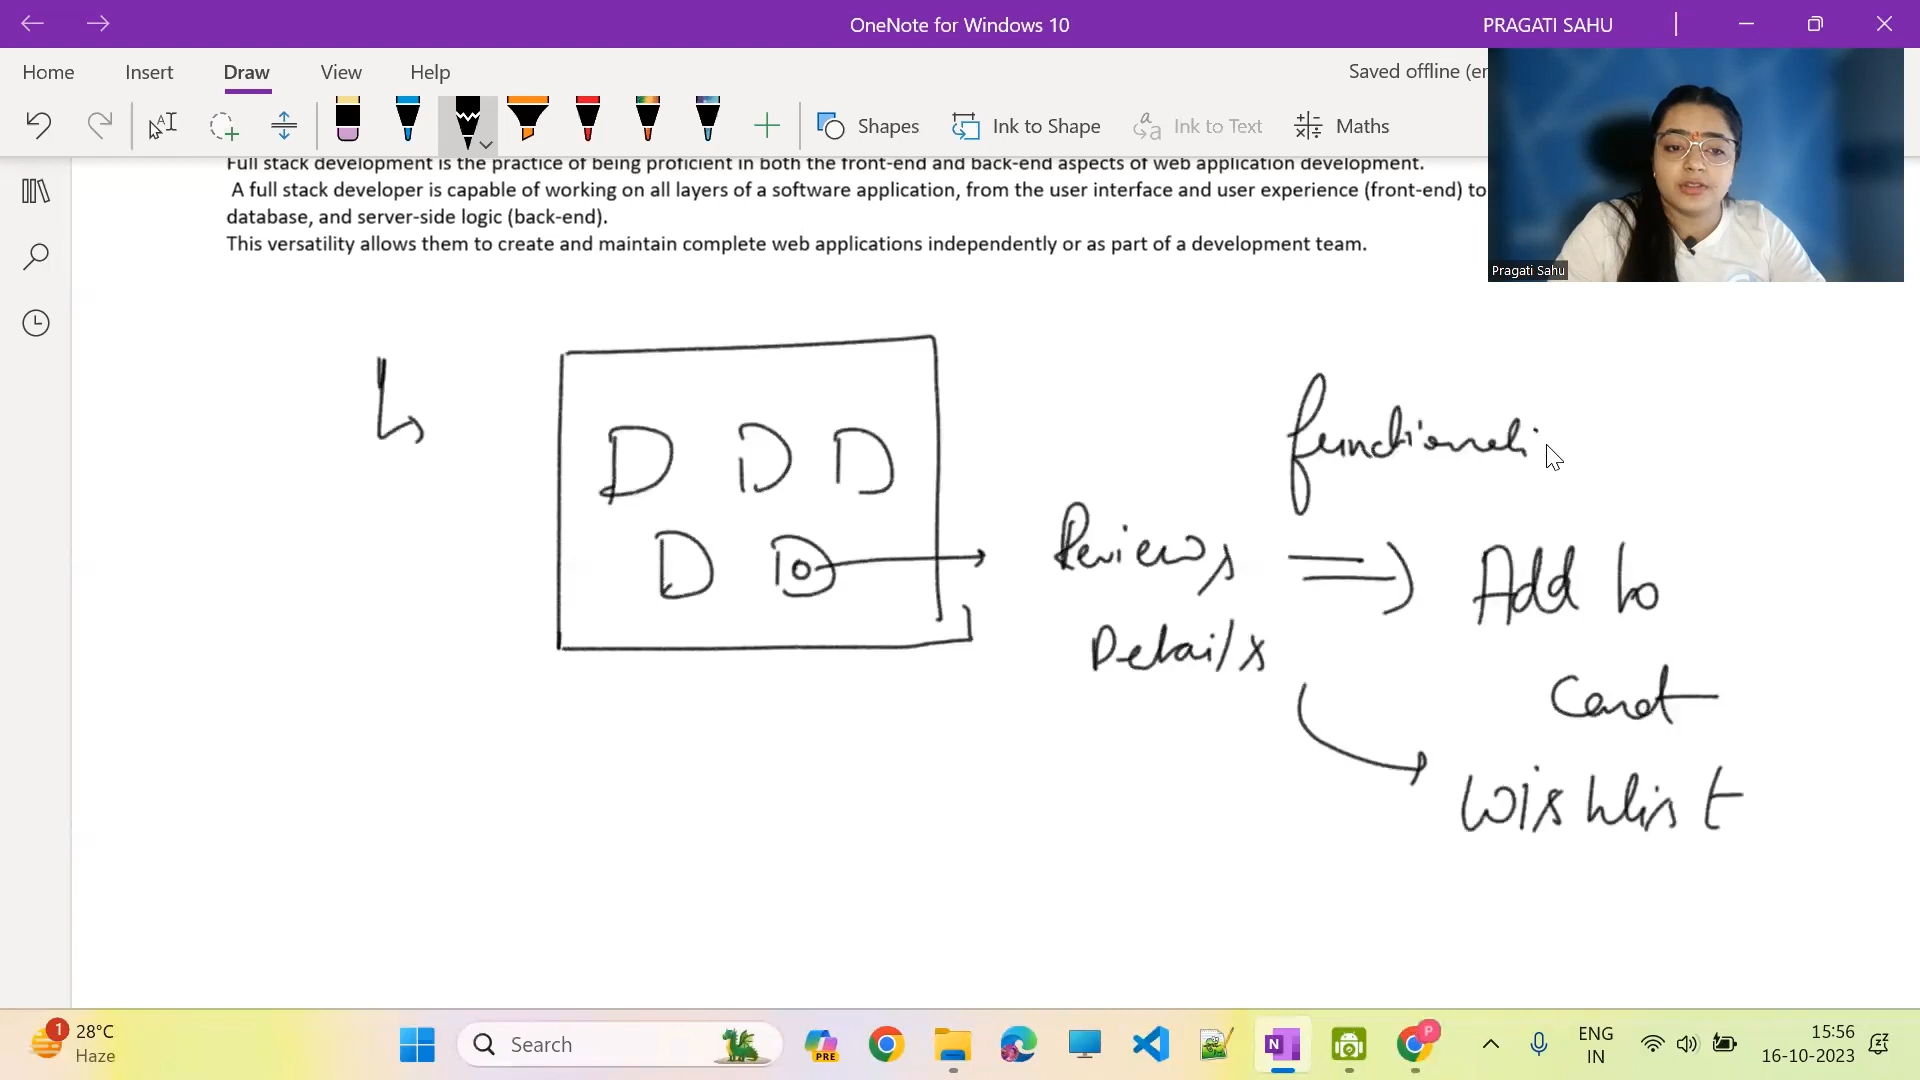 OneNote for Windows 10
PRAGATI SAHU
Home Insert Draw View Help
Saved offline (er
Shapes Ink to Shape Ink to Text Maths
Full stack development is the practice of being proficient in both the front-end and back-end aspects of web application development.
A full stack developer is capable of working on all layers of a software application, from the user interface and user experience (front-end) to
database, and server-side logic (back-end).
This versatility allows them to create and maintain complete web applications independently or as part of a development team.
Pragati Sahu
functionali
D D D
D D
Reviews
Add to
Details
Cart
Wishlist
1
28°C
Haze
Search
PRE
N
P
ENG
IN
15:56
16-10-2023